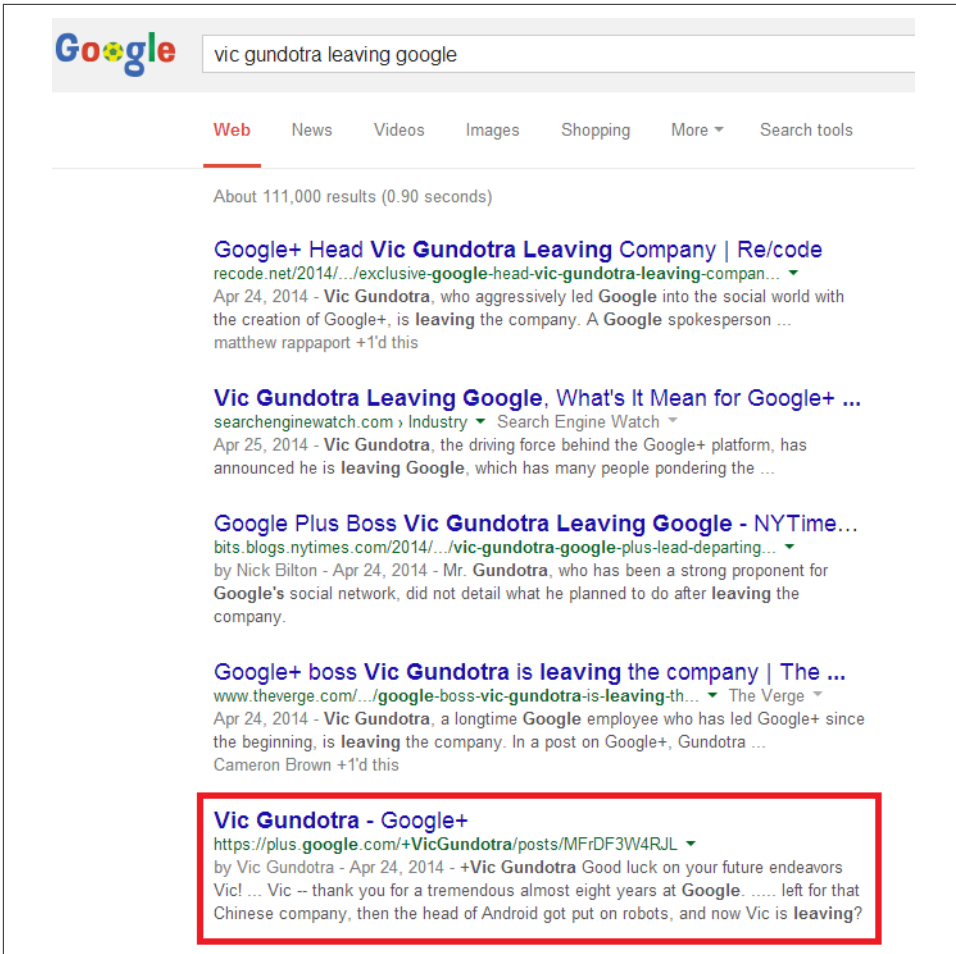 Google
vic gundotra leaving google
Web News Videos Images Shopping More Search tools
About 111,000 results (0.90 seconds)
Google+ Head Vic Gundotra Leaving Company | Re/code
recode.net/2014/.../exclusive-google-head-vic-gundotra-leaving-compan...
Apr 24, 2014 - Vic Gundotra, who aggressively led Google into the social world with
the creation of Google+, is leaving the company. A Google spokesperson ...
matthew rappaport +1'd this
Vic Gundotra Leaving Google, What's It Mean for Google+ ...
searchenginewatch.com › Industry Search Engine Watch
Apr 25, 2014 - Vic Gundotra, the driving force behind the Google+ platform, has
announced he is leaving Google, which has many people pondering the ...
Google Plus Boss Vic Gundotra Leaving Google - NYTime...
bits.blogs.nytimes.com/2014/.../vic-gundotra-google-plus-lead-departing...
by Nick Bilton - Apr 24, 2014 - Mr. Gundotra, who has been a strong proponent for
Google's social network, did not detail what he planned to do after leaving the
company.
Google+ boss Vic Gundotra is leaving the company | The ...
www.theverge.com/.../google-boss-vic-gundotra-is-leaving-th... The Verge
Apr 24, 2014 - Vic Gundotra, a longtime Google employee who has led Google+ since
the beginning, is leaving the company. In a post on Google+, Gundotra ...
Cameron Brown +1'd this
Vic Gundotra - Google+
https://plus.google.com/+VicGundotra/posts/MFrDF3W4RJL
by Vic Gundotra - Apr 24, 2014 - +Vic Gundotra Good luck on your future endeavors
Vic! ... Vic -- thank you for a tremendous almost eight years at Google. ..... left for that
Chinese company, then the head of Android got put on robots, and now Vic is leaving?